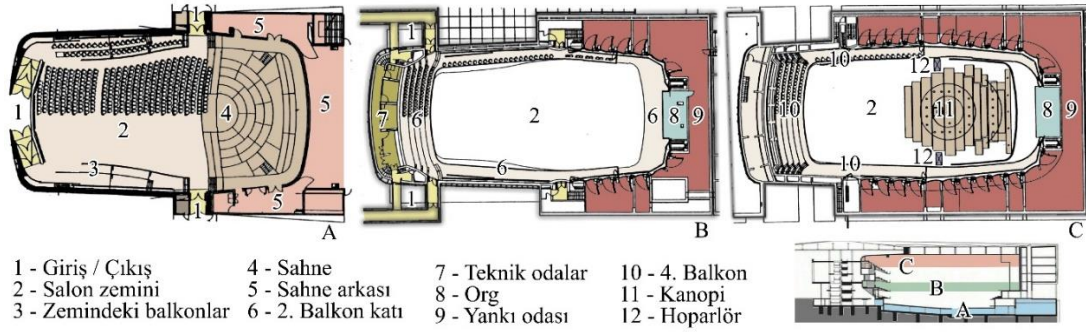 1
5
1
2
3
4
5
1
5
A
1
7
6
2
6
8
9
6
1
B
10
12
10
2
11
8
9
12
10
C
1 - Giriş / Çıkış
2 - Salon zemini
3 - Zemindeki balkonlar
4 - Sahne
5 - Sahne arkası
6 - 2. Balkon katı
7 - Teknik odalar
8 - Org
9 - Yankı odası
10 - 4. Balkon
11 - Kanopi
12 - Hoparlör
C
B
A